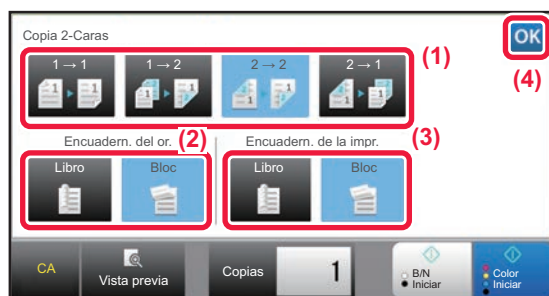 Copia 2-Caras
OK
(1)
(4)
1 → 1
1 → 2
2 → 2
2 → 1
Encuadern. del or.
(2)
Encuadern. de la impr.
(3)
Libro
Bloc
Libro
Bloc
CA
Vista previa
Copias
1
B/N
Iniciar
Color
Iniciar